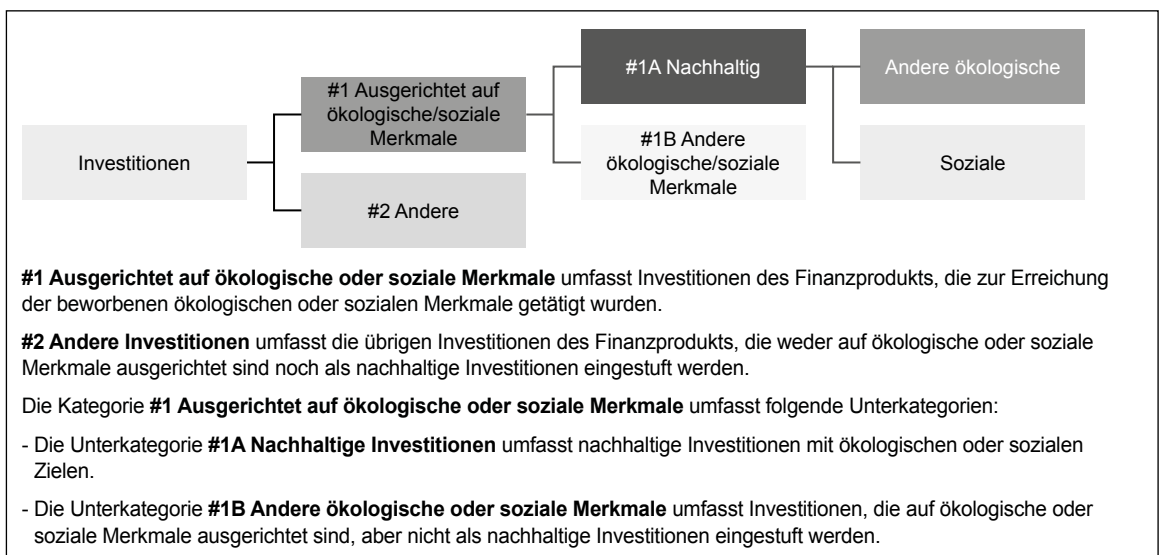 #1A Nachhaltig
Andere ökologische
#1 Ausgerichtet auf
ökologische/soziale
Merkmale
#1B Andere
ökologische/soziale
Merkmale
Investitionen
Soziale
#2 Andere
#1 Ausgerichtet auf ökologische oder soziale Merkmale umfasst Investitionen des Finanzprodukts, die zur Erreichung
der beworbenen ökologischen oder sozialen Merkmale getätigt wurden.
#2 Andere Investitionen umfasst die übrigen Investitionen des Finanzprodukts, die weder auf ökologische oder soziale
Merkmale ausgerichtet sind noch als nachhaltige Investitionen eingestuft werden.
Die Kategorie #1 Ausgerichtet auf ökologische oder soziale Merkmale umfasst folgende Unterkategorien:
- Die Unterkategorie #1A Nachhaltige Investitionen umfasst nachhaltige Investitionen mit ökologischen oder sozialen
Zielen.
- Die Unterkategorie #1B Andere ökologische oder soziale Merkmale umfasst Investitionen, die auf ökologische oder
soziale Merkmale ausgerichtet sind, aber nicht als nachhaltige Investitionen eingestuft werden.